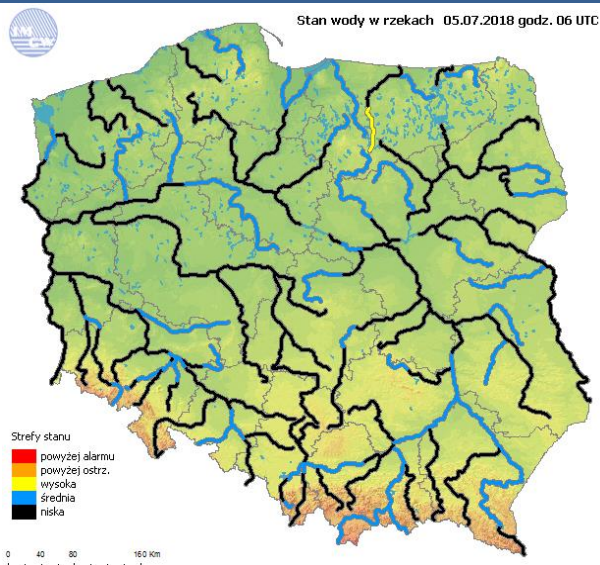 Stan wody w rzekach 05.07.2018 godz. 06 UTC
Strefy stanu
powyżej alarmu
powyżej ostrz.
wysoka
średnia
niska
0 40 80 160 Km